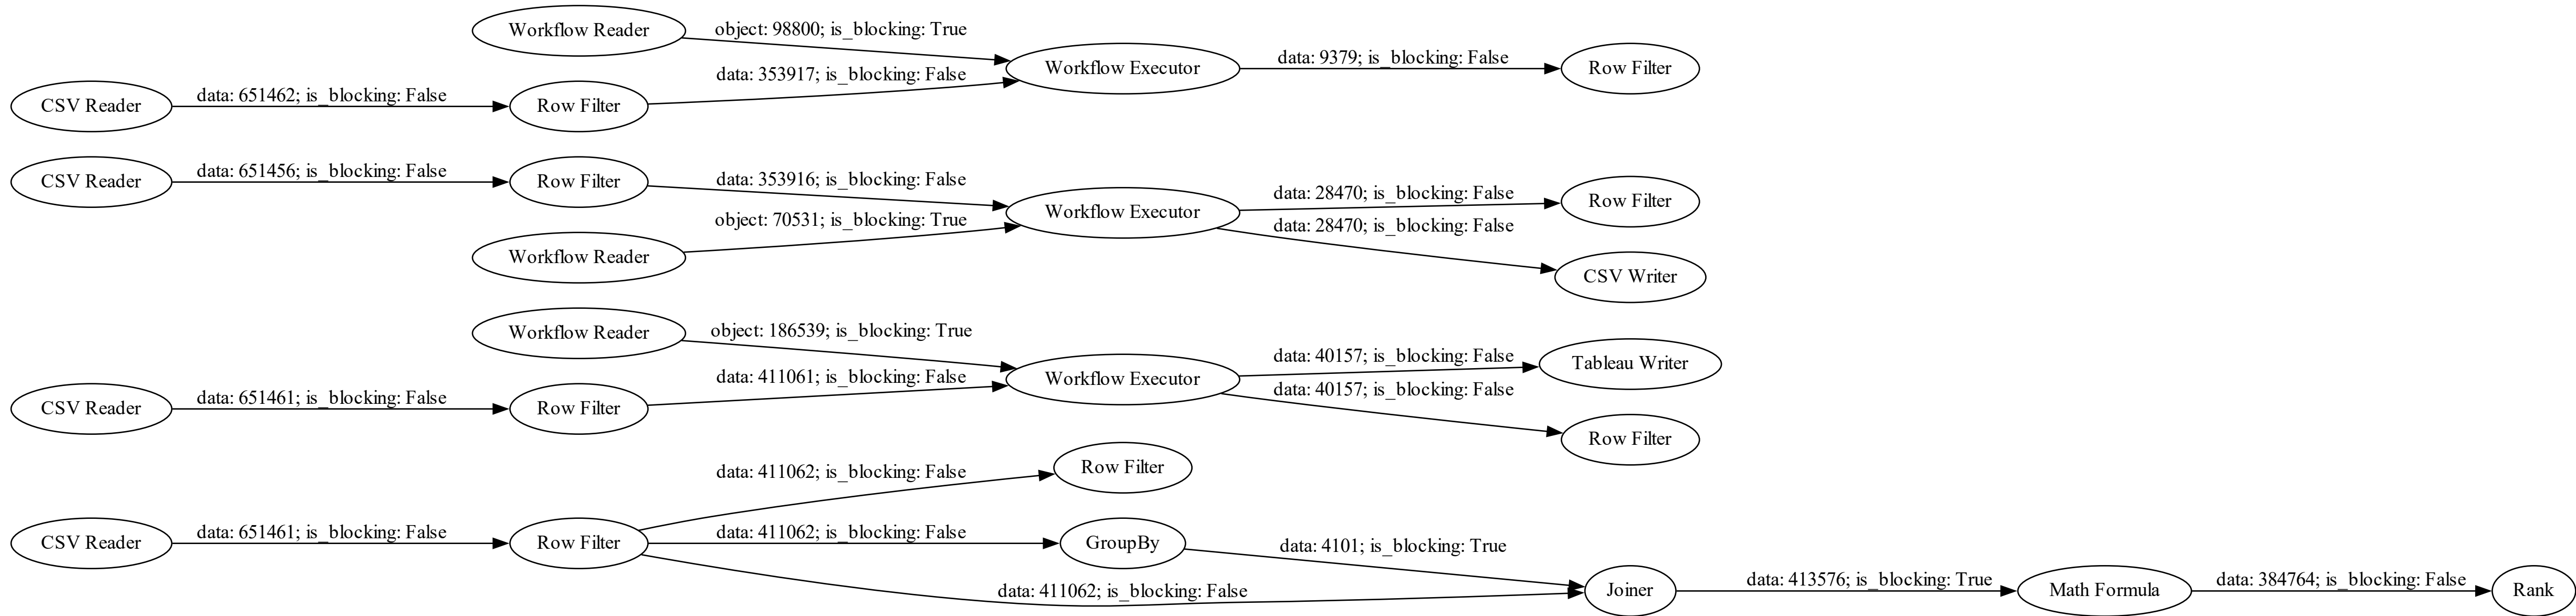 Workflow Reader
object: 98800; is_blocking: True
Workflow Executor
data: 9379; is_blocking: False
Row Filter
CSV Reader
data: 651462; is_blocking: False
Row Filter
data: 353917; is_blocking: False
CSV Reader
data: 651456; is_blocking: False
Row Filter
data: 353916; is_blocking: False
Workflow Executor
data: 28470; is_blocking: False
Row Filter
Workflow Reader
object: 70531; is_blocking: True
data: 28470; is_blocking: False
CSV Writer
Workflow Reader
object: 186539; is_blocking: True
Workflow Executor
data: 40157; is_blocking: False
Tableau Writer
CSV Reader
data: 651461; is_blocking: False
Row Filter
data: 411061; is_blocking: False
data: 40157; is_blocking: False
Row Filter
data: 411062; is_blocking: False
Row Filter
CSV Reader
data: 651461; is_blocking: False
Row Filter
data: 411062; is_blocking: False
GroupBy
data: 4101; is_blocking: True
data: 411062; is_blocking: False
Joiner
data: 413576; is_blocking: True
Math Formula
data: 384764; is_blocking: False
Rank